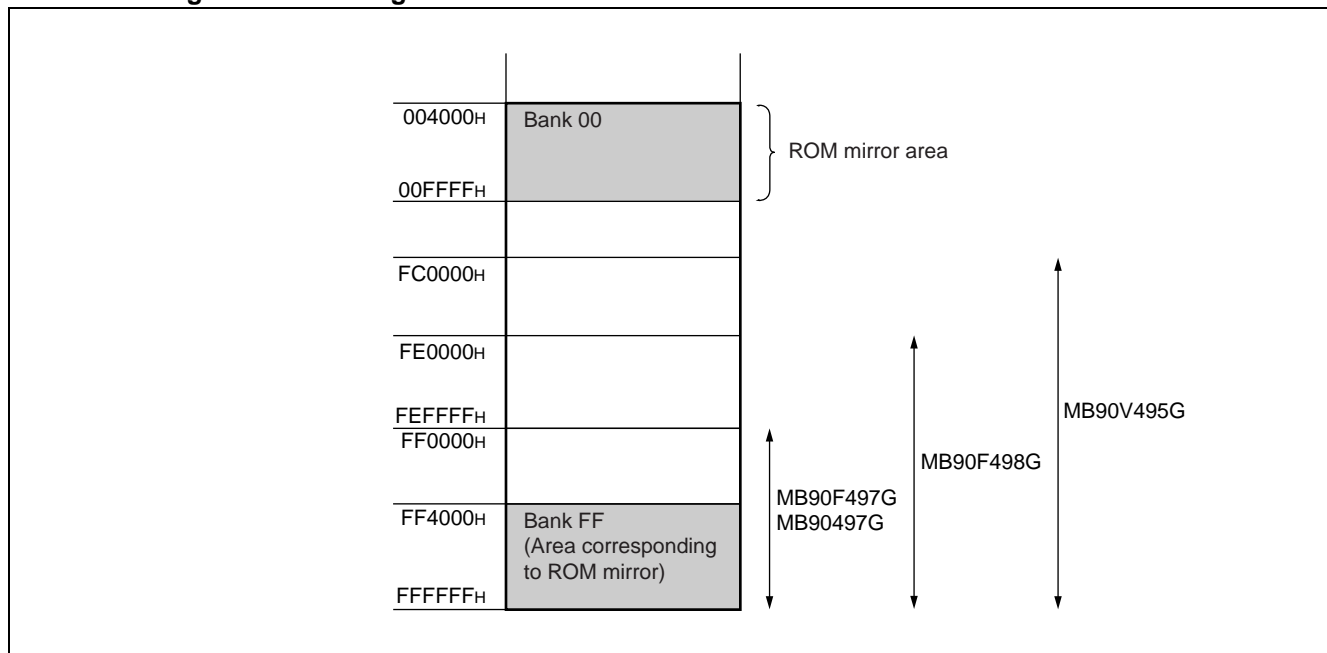 004000H
Bank 00
ROM mirror area
00FFFFH
FC0000H
FE0000H
FEFFFFH
FF0000H
FF4000H
Bank FF
(Area corresponding
to ROM mirror)
FFFFFFH
MB90F497G
MB90497G
MB90F498G
MB90V495G